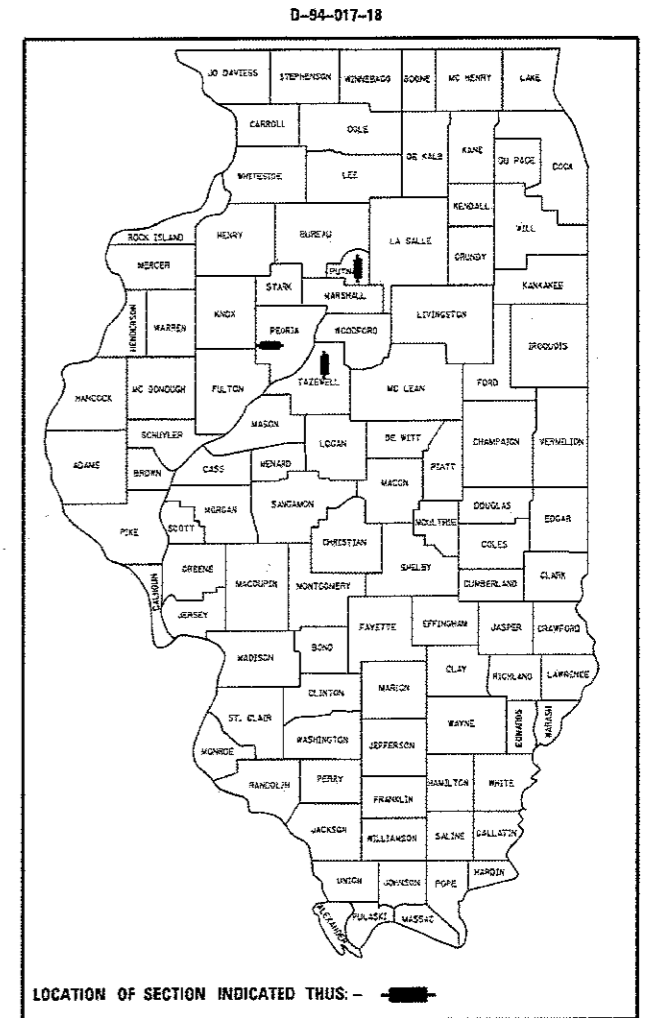 D-94-017-18
JO DAVIESS STEPHENSON WINNEBAGO BOONE MC HENRY LAKE
CARROLL OGLE DE KALB KANE DU PAGE COOK
WHITESIDE LEE KENDALL WILL
ROCK ISLAND HENRY BUREAU LA SALLE GRUNDY
MERCER PUTNAM KANKAKEE
STARK MARSHALL
HENDERSON WARREN KNOX PEORIA WOODFORD LIVINGSTON IROQUOIS
HANCOCK MC DONOUGH FULTON TAZEWELL MC LEAN FORD
SCHUYLER MASON LOGAN DE WITT CHAMPAIGN VERMILION
ADAMS BROWN CASS MENARD MACON PIATT
PIKE SCOTT MORGAN SANGAMON CHRISTIAN MOULTRIE DOUGLAS EDGAR
COLES
CALHOUN GREENE MACOUPIN MONTGOMERY SHELBY CUMBERLAND CLARK
JERSEY FAYETTE EFFINGHAM JASPER CRAWFORD
MADISON BOND
CLINTON MARION CLAY RICHLAND LAWRENCE
ST. CLAIR WASHINGTON JEFFERSON WAYNE EDWARDS WABASH
MONROE
RANDOLPH PERRY FRANKLIN HAMILTON WHITE
JACKSON WILLIAMSON SALINE GALLATIN
UNION JOHNSON POPE HARDIN
ALEXANDER PULASKI MASSAC
LOCATION OF SECTION INDICATED THUS: -